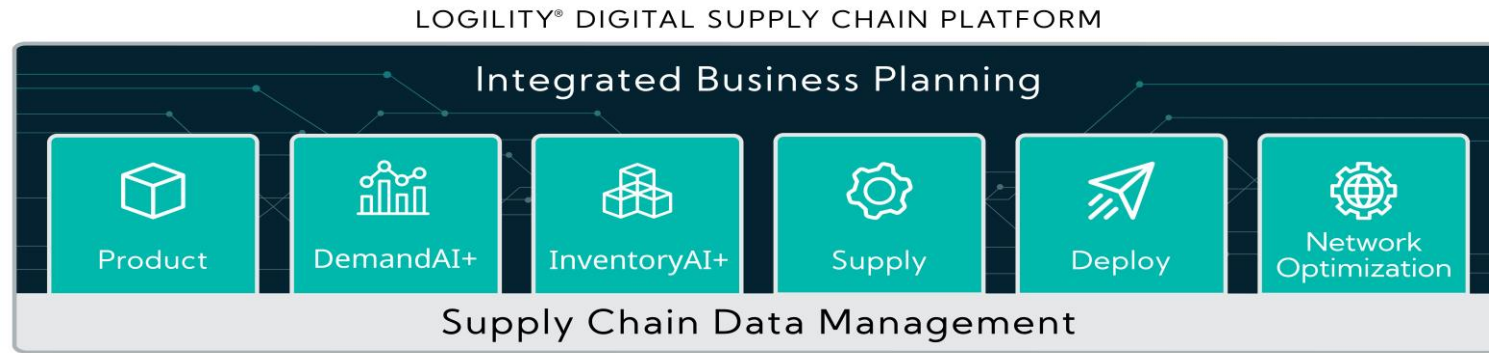 LOGILITY® DIGITAL SUPPLY CHAIN PLATFORM
Integrated Business Planning
Product
DemandAI+
InventoryAI+
Supply
Deploy
Network
Optimization
Supply Chain Data Management